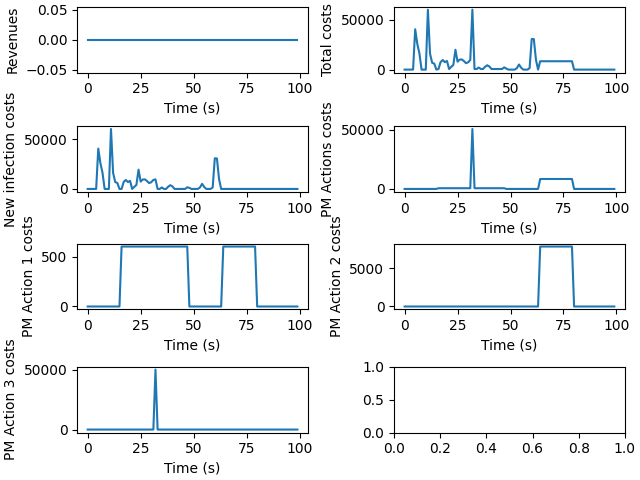 Revenues
0.05
0.00
−0.05
0 25 50 75 100
Time (s)
Total costs
50000
0
0 25 50 75 100
Time (s)
New infection costs
50000
0
0 25 50 75 100
Time (s)
PM Actions costs
50000
0
0 25 50 75 100
Time (s)
PM Action 1 costs
500
0
0 25 50 75 100
Time (s)
PM Action 2 costs
5000
0
0 25 50 75 100
Time (s)
PM Action 3 costs
50000
0
0 25 50 75 100
Time (s)
1.0
0.5
0.0
0.0 0.2 0.4 0.6 0.8 1.0